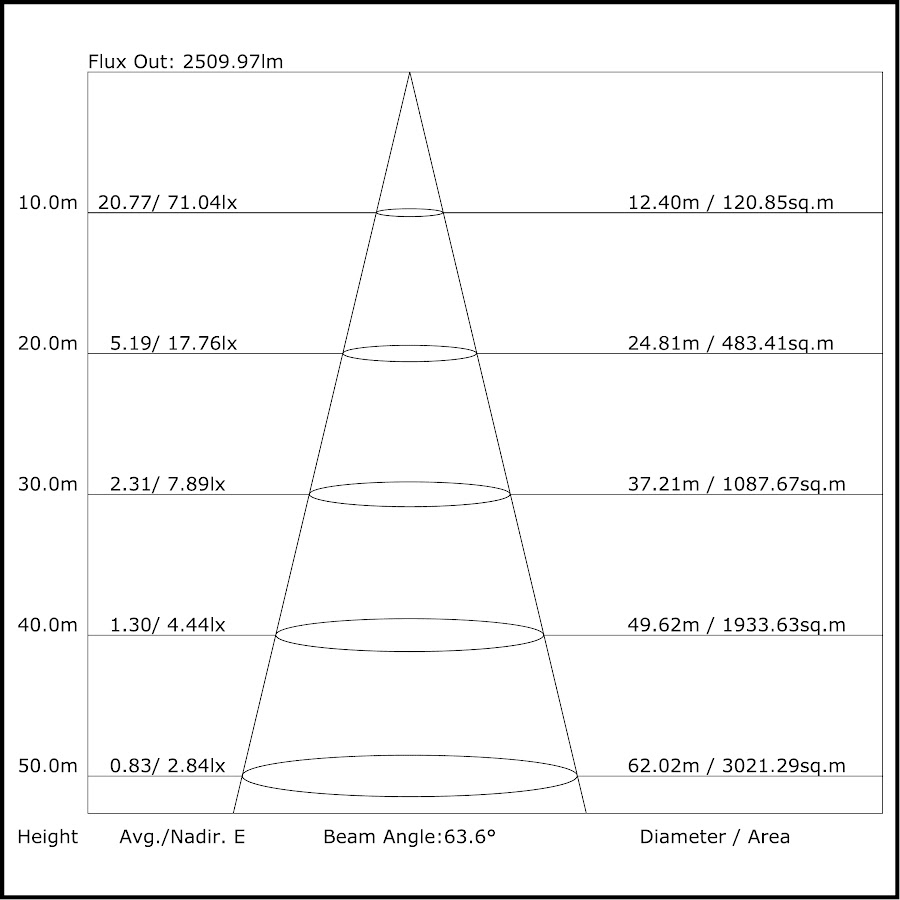 Flux Out: 2509.97lm
10.0m 20.77/ 71.04lx 12.40m / 120.85sq.m
20.0m 5.19/ 17.76lx 24.81m / 483.41sq.m
30.0m 2.31/ 7.89lx 37.21m / 1087.67sq.m
40.0m 1.30/ 4.44lx 49.62m / 1933.63sq.m
50.0m 0.83/ 2.84lx 62.02m / 3021.29sq.m
Height Avg./Nadir. E Beam Angle:63.6° Diameter / Area